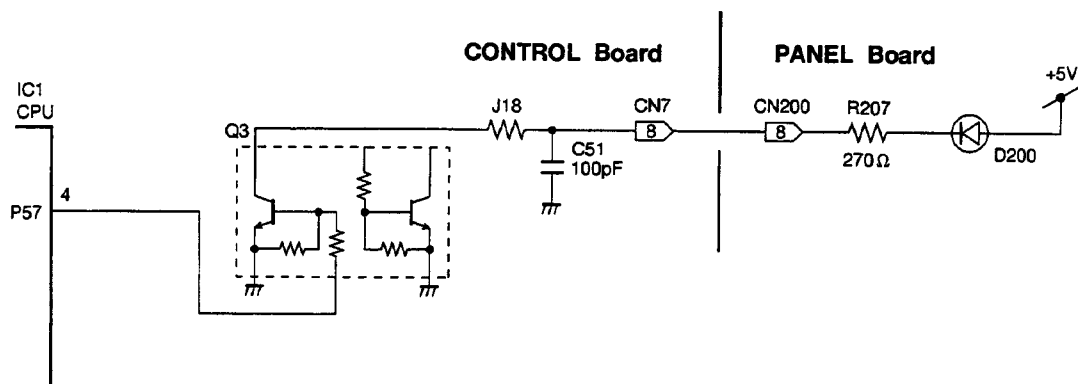 CONTROL Board
PANEL Board
+5V
IC1
CPU
J18
CN7
CN200
R207
Q3
8
8
C51
100pF
270Ω
D200
P57
4